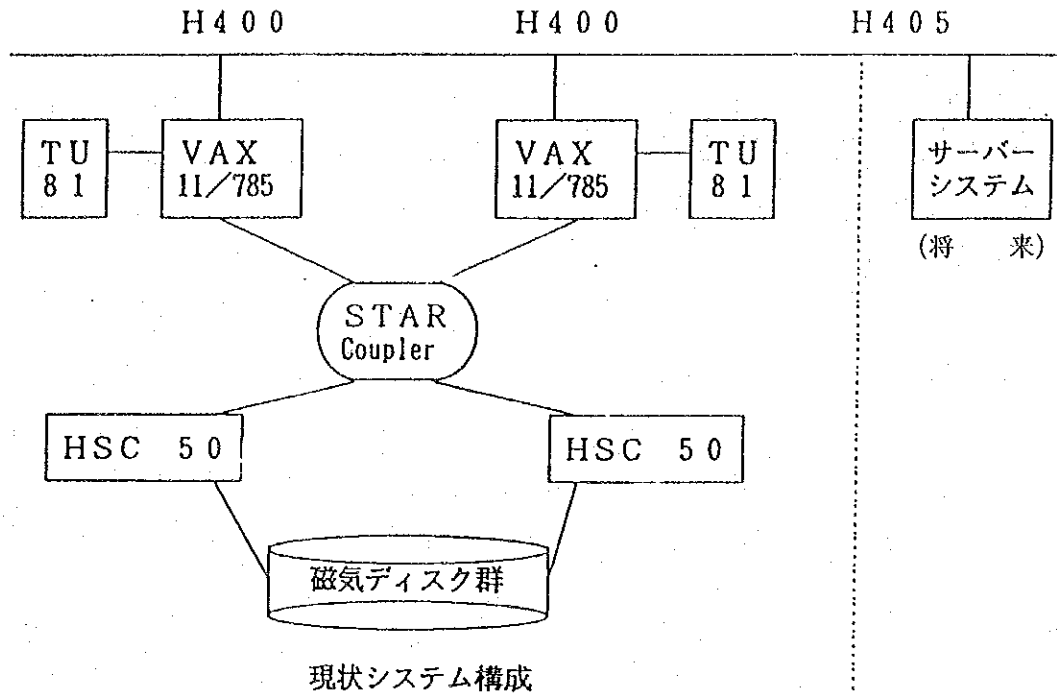 H400 H400 H405
TU
81
VAX
11/785
VAX
11/785
TU
81
サーバー
システム
(将 来)
STAR
Coupler
HSC 50
HSC 50
磁気ディスク群
現状システム構成